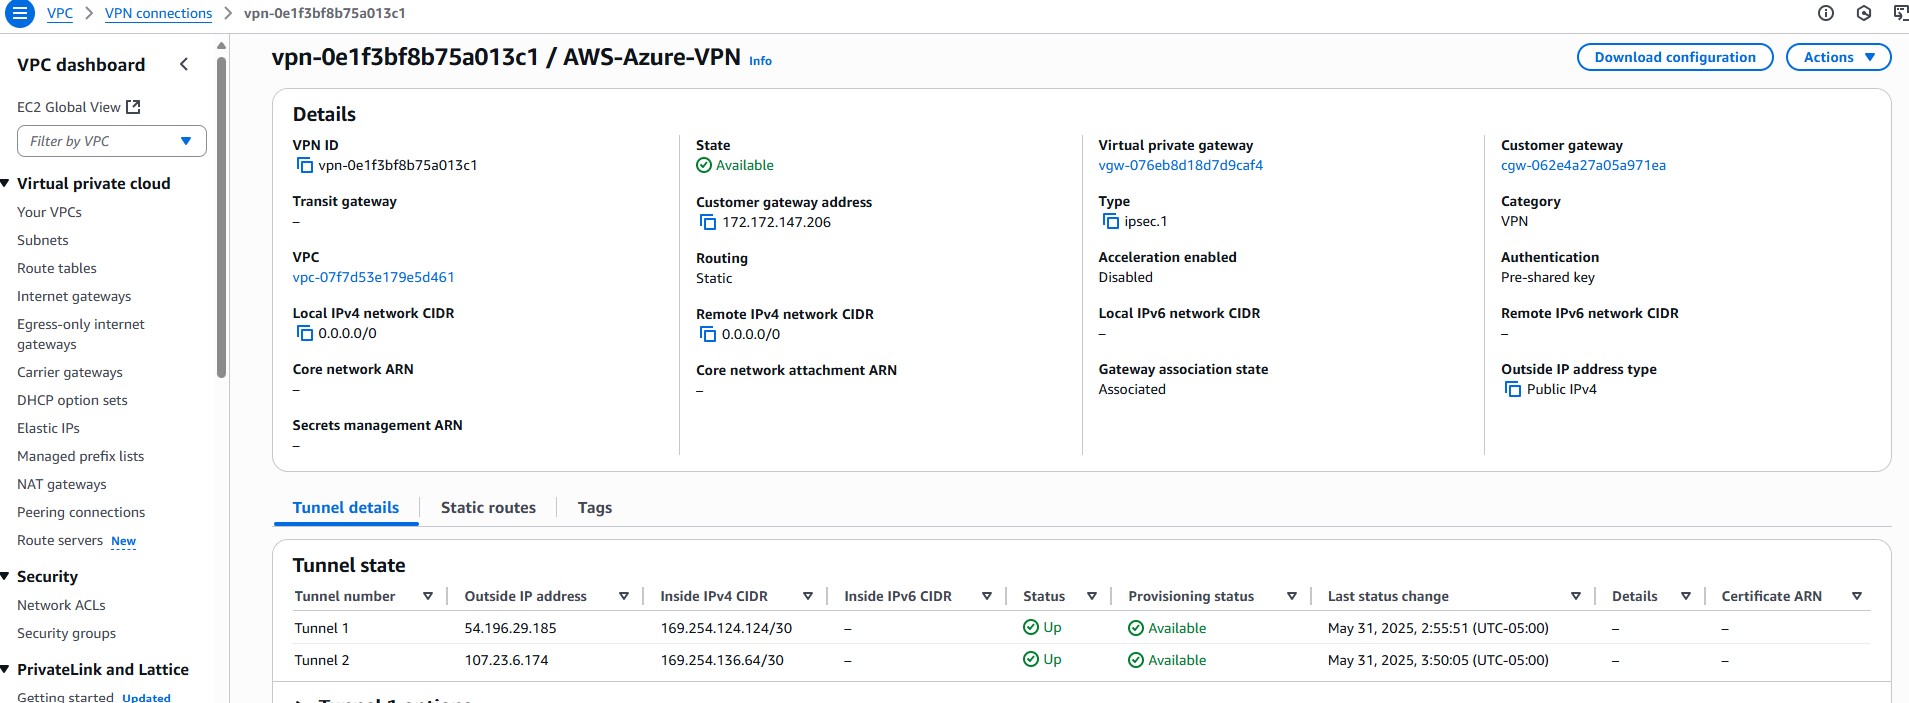 VPC > VPN connections > vpn-0e1f3bf8b75a013c1
VPC dashboard
EC2 Global View
Filter by VPC
Virtual private cloud
Your VPCs
Subnets
Route tables
Internet gateways
Egress-only internet
gateways
Carrier gateways
DHCP option sets
Elastic IPs
Managed prefix lists
NAT gateways
Peering connections
Route servers New
Security
Network ACLs
Security groups
PrivateLink and Lattice
Getting started Updated
vpn-0e1f3bf8b75a013c1 / AWS-Azure-VPN Info
Download configuration
Actions
Details
VPN ID
vpn-0e1f3bf8b75a013c1
Transit gateway
–
VPC
vpc-07f7d53e179e5d461
Local IPv4 network CIDR
0.0.0.0/0
Core network ARN
–
Secrets management ARN
–
State
Available
Customer gateway address
172.172.147.206
Routing
Static
Remote IPv4 network CIDR
0.0.0.0/0
Core network attachment ARN
–
Virtual private gateway
vgw-076eb8d18d7d9caf4
Type
ipsec.1
Acceleration enabled
Disabled
Local IPv6 network CIDR
–
Gateway association state
Associated
Customer gateway
cgw-062e4a27a05a971ea
Category
VPN
Authentication
Pre-shared key
Remote IPv6 network CIDR
–
Outside IP address type
Public IPv4
Tunnel details Static routes Tags
Tunnel state
Tunnel number Outside IP address Inside IPv4 CIDR Inside IPv6 CIDR Status Provisioning status Last status change Details Certificate ARN
Tunnel 1 54.196.29.185 169.254.124.124/30 – Up Available May 31, 2025, 2:55:51 (UTC-05:00) – –
Tunnel 2 107.23.6.174 169.254.136.64/30 – Up Available May 31, 2025, 3:50:05 (UTC-05:00) – –
Tunnel 1 options